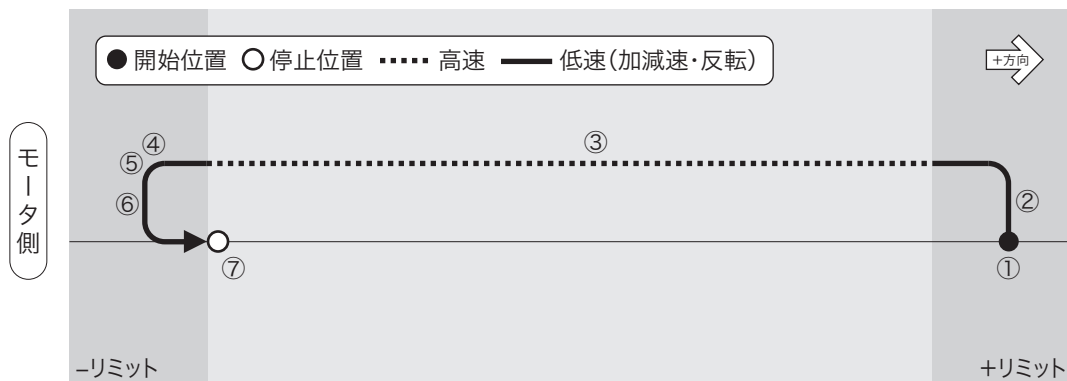 ●開始位置 ○停止位置 高速 低速(加減速・反転)
+方向
モータ側
③
④
⑤
⑥
②
⑦
①
−リミット
+リミット